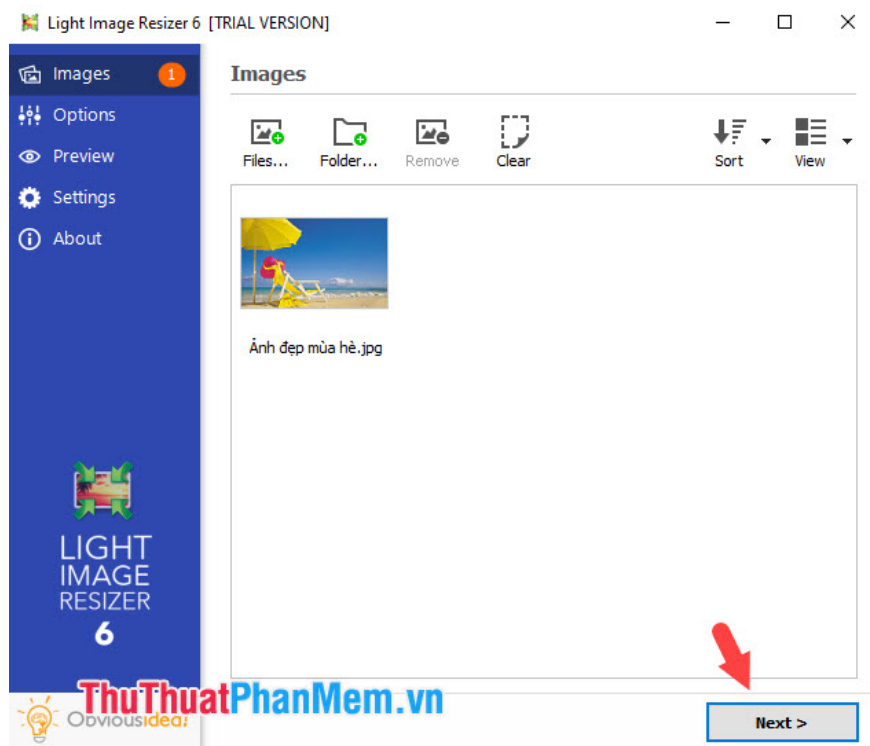 Light Image Resizer 6 [TRIAL VERSION]
Images 1
Options
Preview
Settings
About
Images
Files... Folder... Remove Clear Sort View
Ảnh đẹp mùa hè.jpg
LIGHT
IMAGE
RESIZER
6
ThuThuatPhanMem.vn
Obviousidea!
Next >